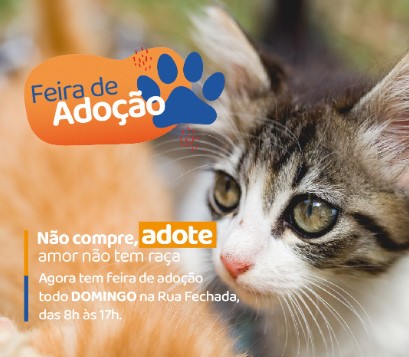 Feira de
Adoção
Não compre, adote
amor não tem raça
Agora tem feira de adoção
todo DOMINGO na Rua Fechada,
das 8h às 17h.